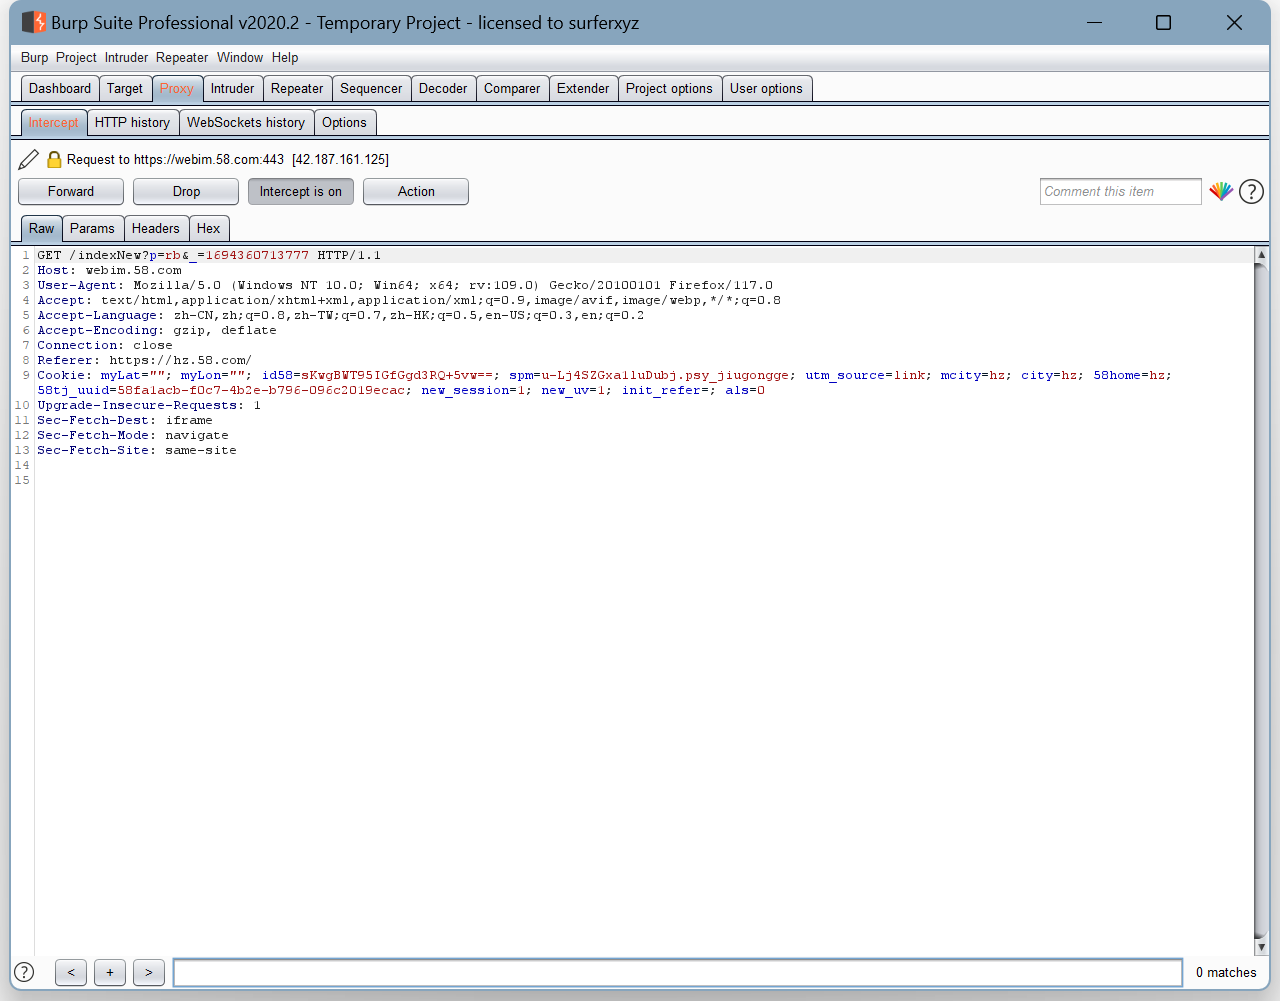 Burp Suite Professional v2020.2 - Temporary Project - licensed to surferxyz
Burp Project Intruder Repeater Window Help
Dashboard Target Proxy Intruder Repeater Sequencer Decoder Comparer Extender Project options User options
Intercept HTTP history WebSockets history Options
Request to https://webim.58.com:443 [42.187.161.125]
Forward Drop Intercept is on Action Comment this item ?
Raw Params Headers Hex
1 GET /indexNew?p=rb&_=1694360713777 HTTP/1.1
2 Host: webim.58.com
3 User-Agent: Mozilla/5.0 (Windows NT 10.0; Win64; x64; rv:109.0) Gecko/20100101 Firefox/117.0
4 Accept: text/html,application/xhtml+xml,application/xml;q=0.9,image/avif,image/webp,*/*;q=0.8
5 Accept-Language: zh-CN,zh;q=0.8,zh-TW;q=0.7,zh-HK;q=0.5,en-US;q=0.3,en;q=0.2
6 Accept-Encoding: gzip, deflate
7 Connection: close
8 Referer: https://hz.58.com/
9 Cookie: myLat=""; myLon=""; id58=sKwgBWT95IGfGgd3RQ+5vw==; spm=u-Lj4SZGxa1luDubj.psy_jiugongge; utm_source=link; mcity=hz; city=hz; 58home=hz;
58tj_uuid=58fa1acb-f0c7-4b2e-b796-096c2019ecac; new_session=1; new_uv=1; init_refer=; als=0
10 Upgrade-Insecure-Requests: 1
11 Sec-Fetch-Dest: iframe
12 Sec-Fetch-Mode: navigate
13 Sec-Fetch-Site: same-site
14
15
? < + > 0 matches